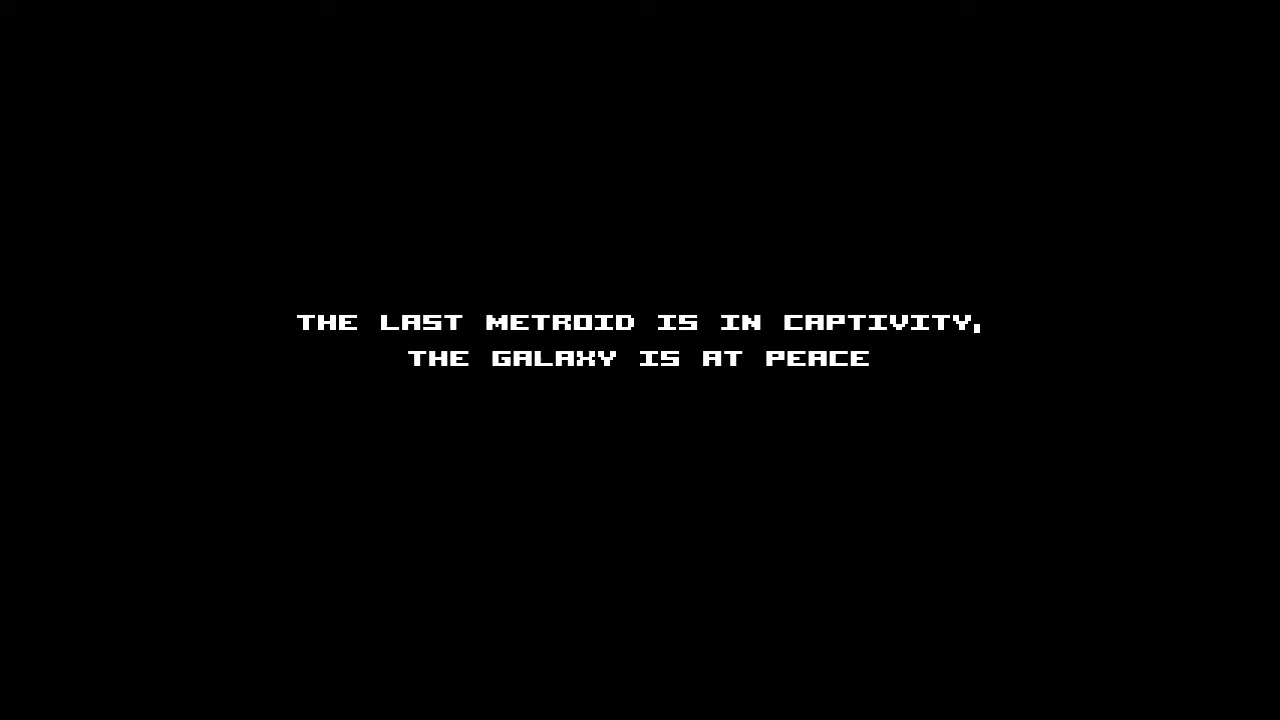 THE LAST METROID IS IN CAPTIVITY,
THE GALAXY IS AT PEACE